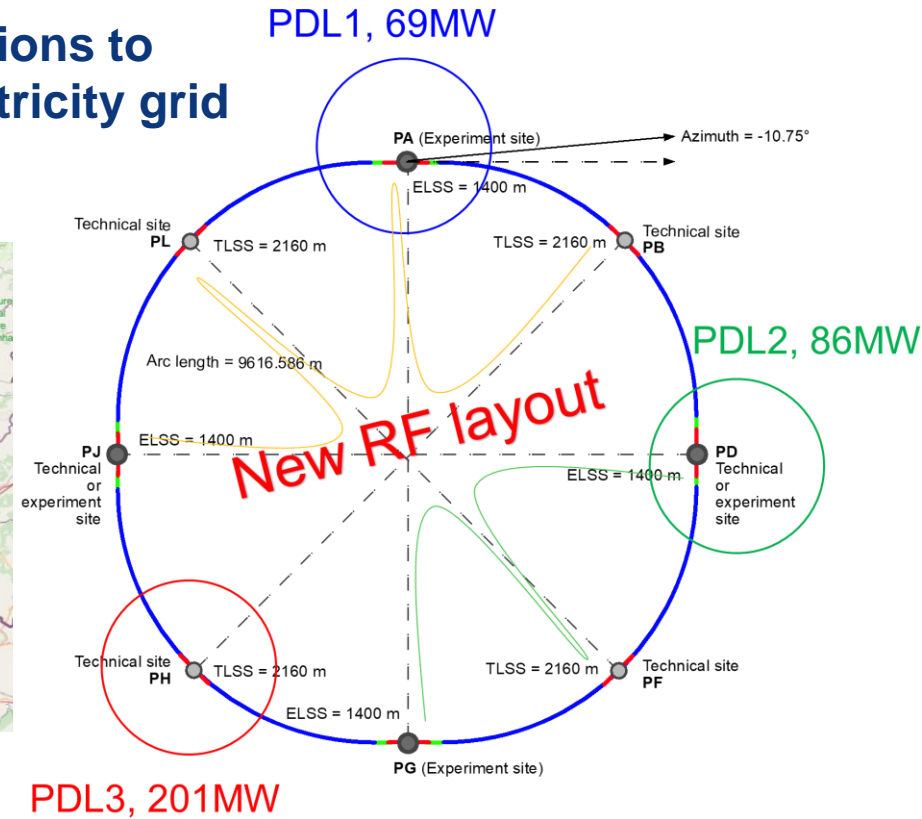 ions to
tricity grid
PDL1, 69MW
PA (Experiment site)
Azimuth = -10.75°
ELSS = 1400 m
Technical site
PL
TLSS = 2160 m
TLSS = 2160 m
Technical site
PB
PDL2, 86MW
Arc length = 9616.586 m
New RF layout
PJ
Technical
or
experiment
site
ELSS = 1400 m
ELSS = 1400 m
PD
Technical
or
experiment
site
Technical site
PH
TLSS = 2160 m
TLSS = 2160 m
Technical site
PF
ELSS = 1400 m
PG (Experiment site)
PDL3, 201MW